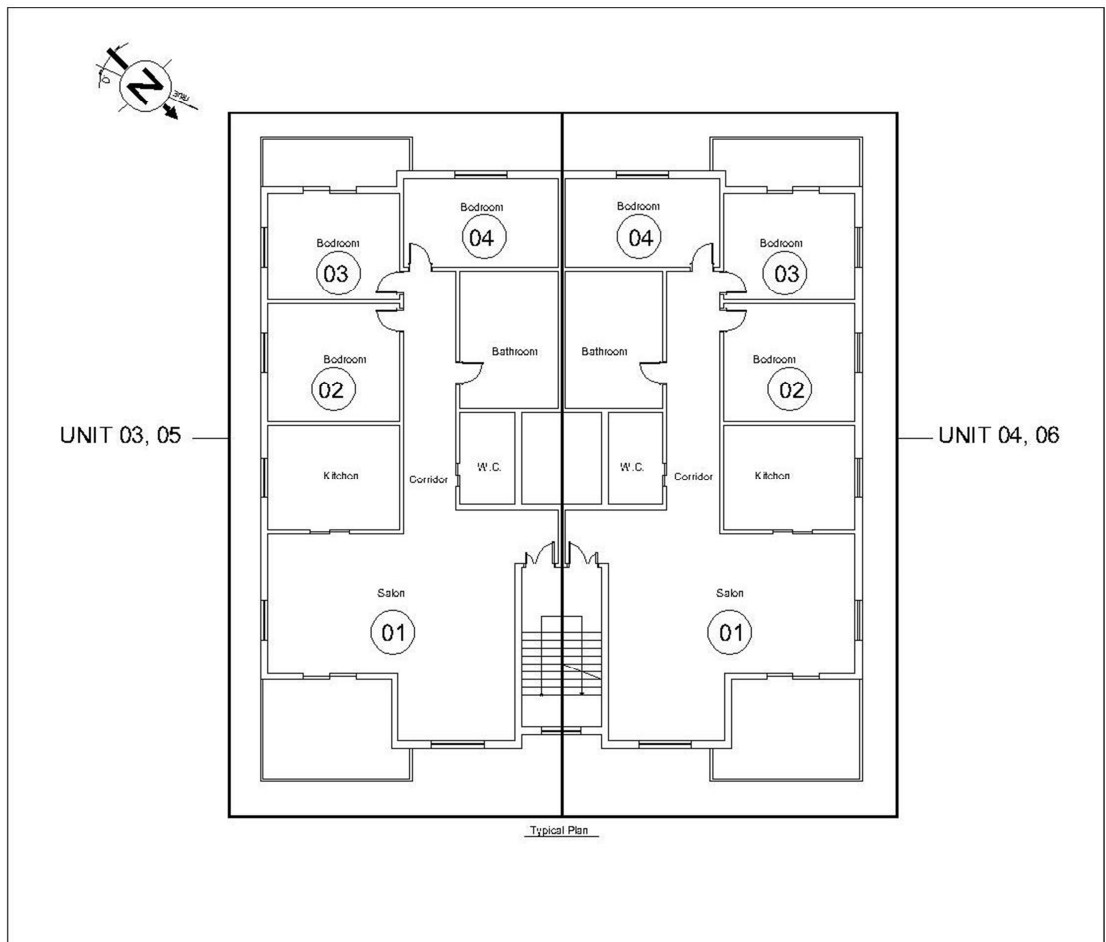 N
TRUE
Bedroom
04
Bedroom
04
Bedroom
03
Bedroom
03
Bathroom
Bathroom
Bedroom
02
Bedroom
02
UNIT 03, 05
UNIT 04, 06
Kitchen
Corridor
W.C.
W.C.
Corridor
Kitchen
Salon
01
Salon
01
Typical Plan